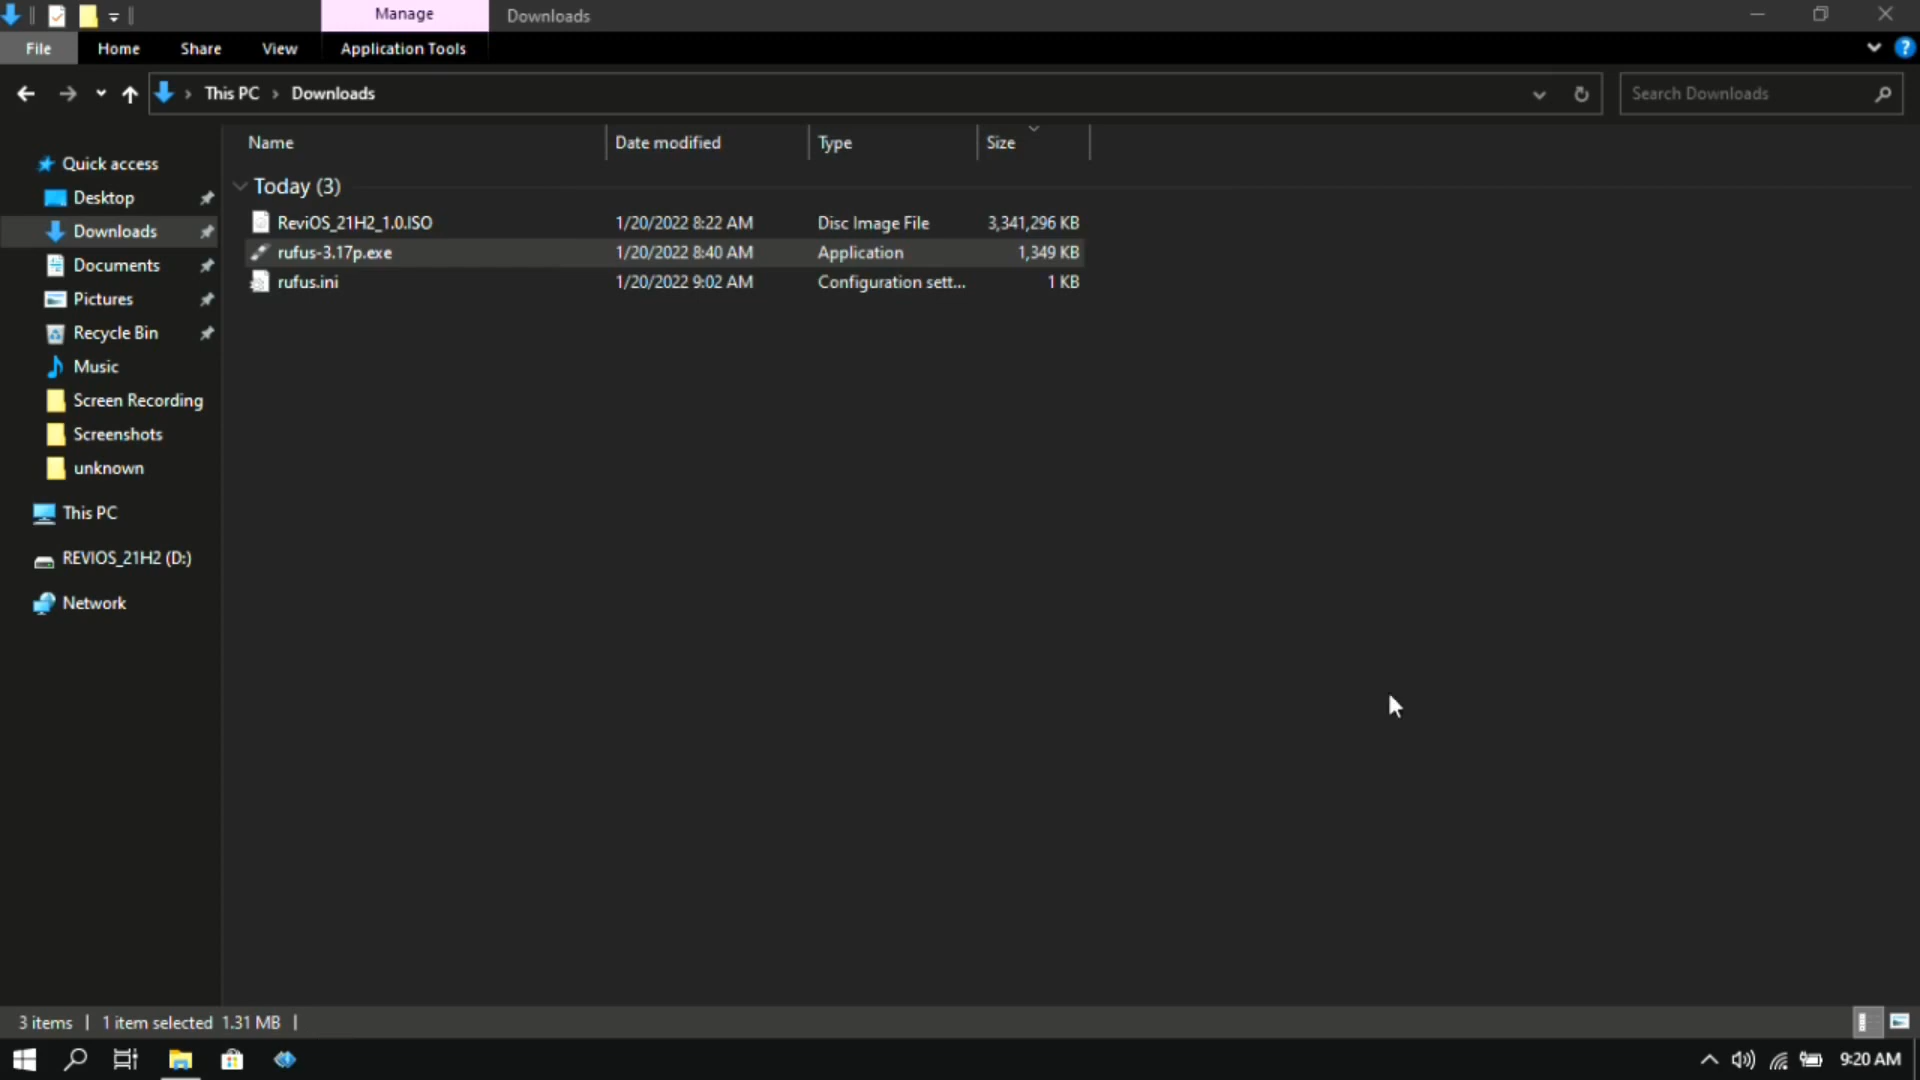 Manage
Downloads
File Home Share View Application Tools
This PC Downloads
Search Downloads
Name Date modified Type Size
Quick access
Desktop
Downloads
Documents
Pictures
Recycle Bin
Music
Screen Recording
Screenshots
unknown
This PC
REVIOS_21H2 (D:)
Network
Today (3)
ReviOS_21H2_1.0.ISO 1/20/2022 8:22 AM Disc Image File 3,341,296 KB
rufus-3.17p.exe 1/20/2022 8:40 AM Application 1,349 KB
rufus.ini 1/20/2022 9:02 AM Configuration sett... 1 KB
3 items 1 item selected 1.31 MB
9:20 AM